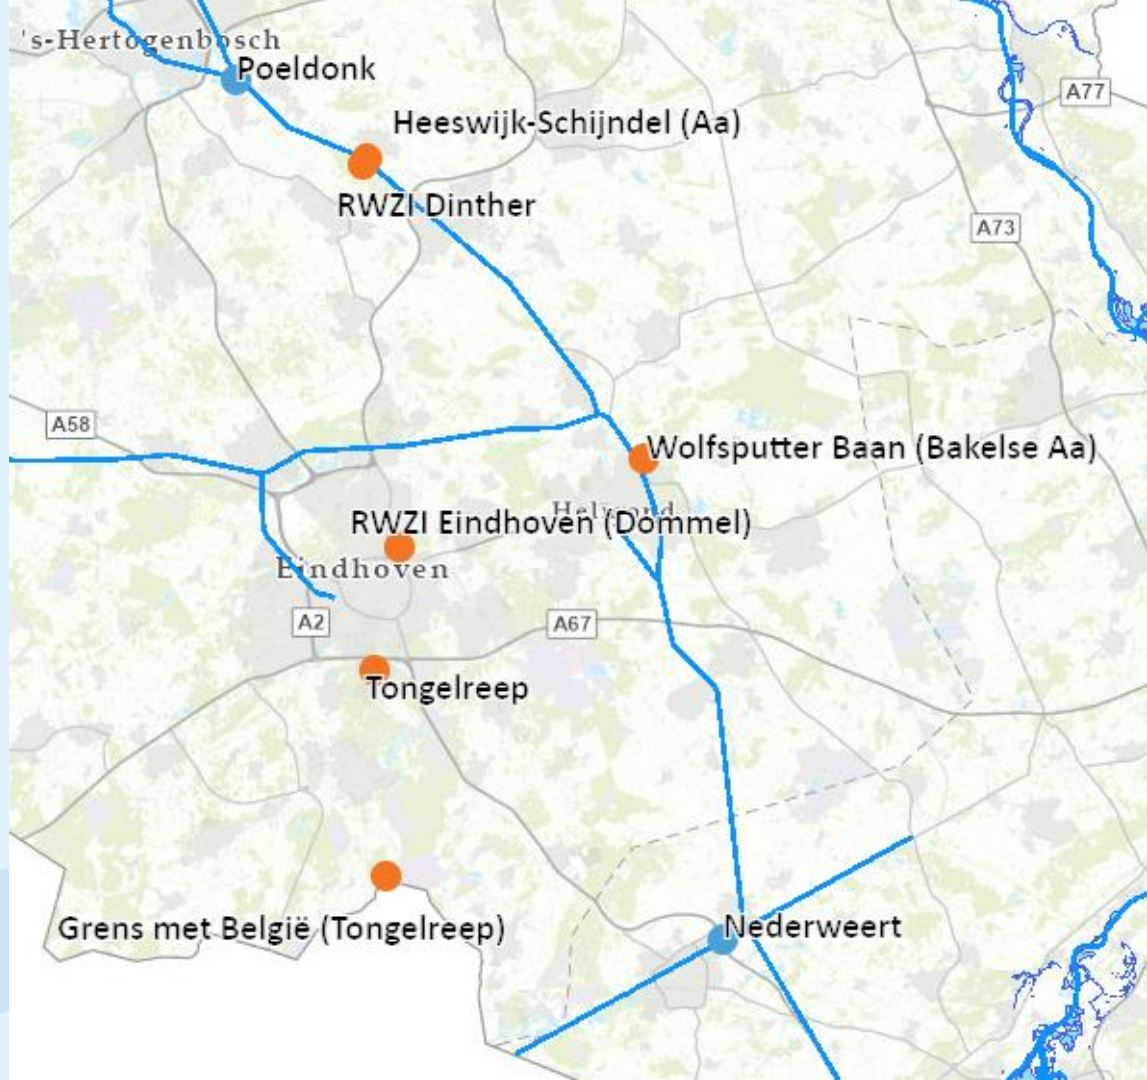 's-Hertogenbosch
Poeldonk
A77
Heeswijk-Schijndel (Aa)
RWZI Dinther
A73
A58
Wolfsputter Baan (Bakelse Aa)
Helmond
RWZI Eindhoven (Dommel)
Eindhoven
A2
A67
Tongelreep
Grens met België (Tongelreep)
Nederweert